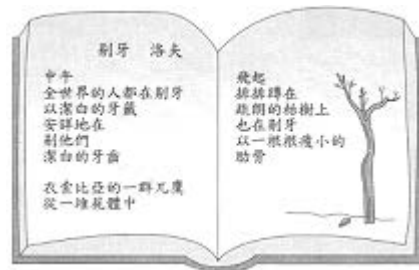 剔牙　洛夫
中午
全世界的人都在剔牙
以潔白的牙籤
安詳地在
剔他們
潔白的牙齒
衣索比亞的一群兀鷹
從一堆屍體中
飛起
排排蹲在
疏朗的枯樹上
也在剔牙
以一根根瘦小的
肋骨